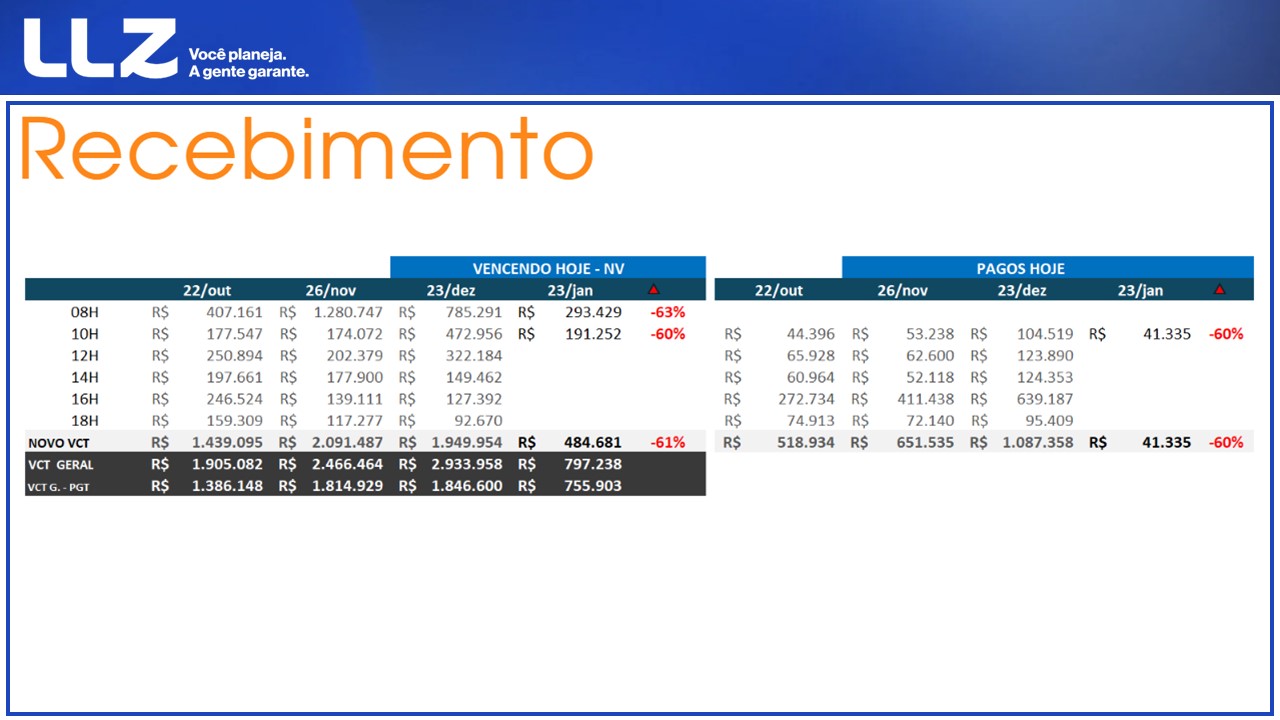 LLZ
Você planeja.
A gente garante.
Recebimento
VENCENDO HOJE - NV PAGOS HOJE
22/out 26/nov 23/dez 23/jan 22/out 26/nov 23/dez 23/jan
08H R$ 407.161 R$ 1.280.747 R$ 785.291 R$ 293.429 -63%
10H R$ 177.547 R$ 174.072 R$ 472.956 R$ 191.252 -60% R$ 44.396 R$ 53.238 R$ 104.519 R$ 41.335 -60%
12H R$ 250.894 R$ 202.379 R$ 322.184 R$ 65.928 R$ 62.600 R$ 123.890
14H R$ 197.661 R$ 177.900 R$ 149.462 R$ 60.964 R$ 52.118 R$ 124.353
16H R$ 246.524 R$ 139.111 R$ 127.392 R$ 272.734 R$ 411.438 R$ 639.187
18H R$ 159.309 R$ 117.277 R$ 92.670 R$ 74.913 R$ 72.140 R$ 95.409
NOVO VCT R$ 1.439.095 R$ 2.091.487 R$ 1.949.954 R$ 484.681 -61% R$ 518.934 R$ 651.535 R$ 1.087.358 R$ 41.335 -60%
VCT GERAL R$ 1.905.082 R$ 2.466.464 R$ 2.933.958 R$ 797.238
VCT G. - PGT R$ 1.386.148 R$ 1.814.929 R$ 1.846.600 R$ 755.903